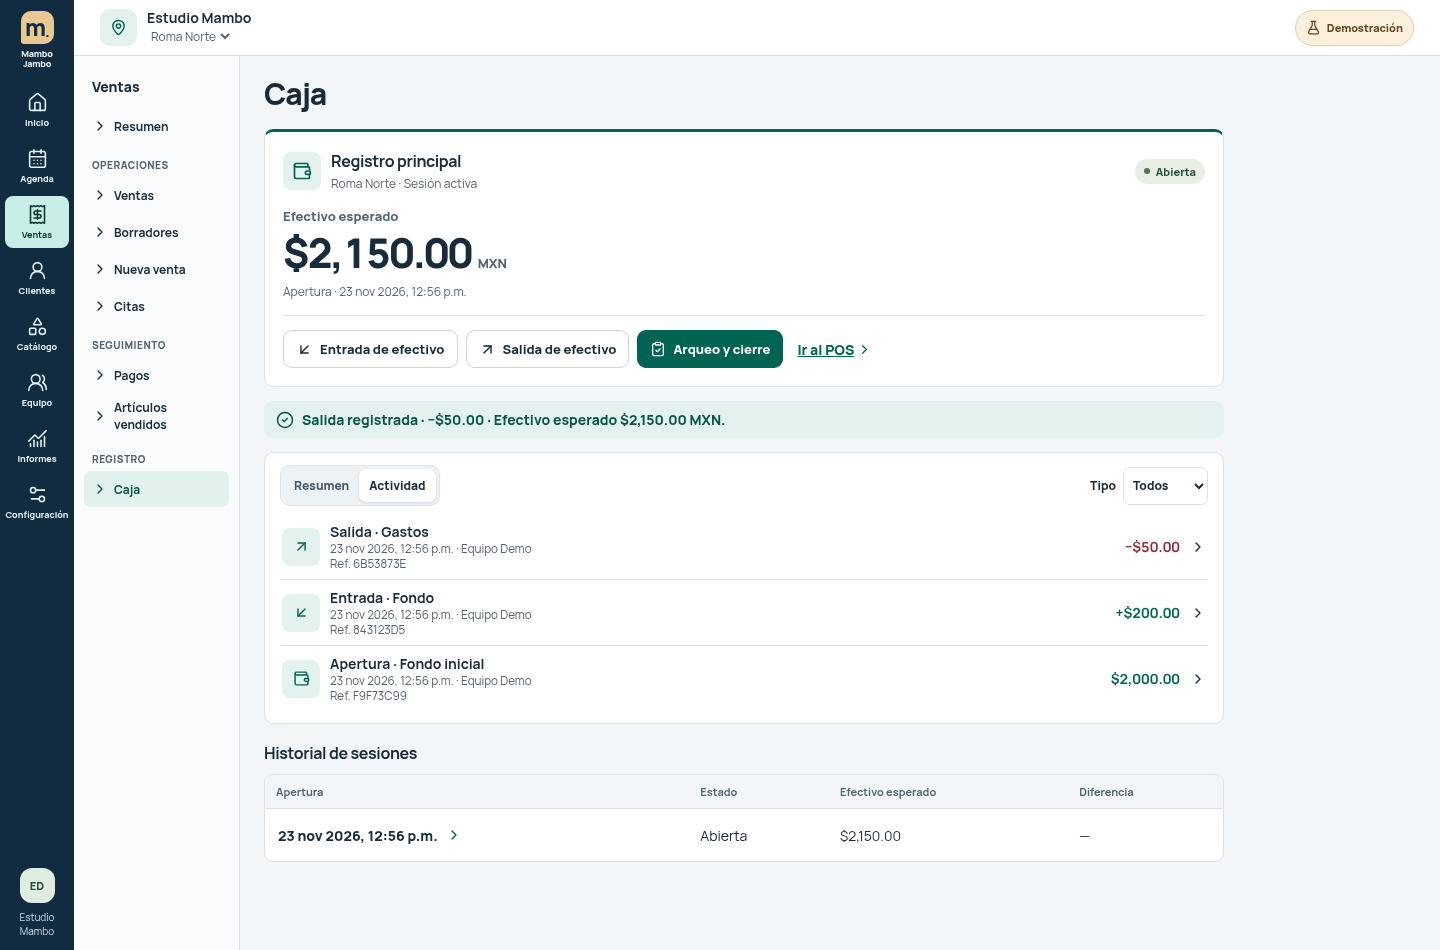 m.
Mambo
Jambo
Inicio
Agenda
Ventas
Clientes
Catálogo
Equipo
Informes
Configuración
ED
Estudio
Mambo
Estudio Mambo
Roma Norte
Demostración
Ventas
Resumen
OPERACIONES
Ventas
Borradores
Nueva venta
Citas
SEGUIMIENTO
Pagos
Artículos
vendidos
REGISTRO
Caja
Caja
Registro principal
Roma Norte · Sesión activa
Abierta
Efectivo esperado
$2,150.00 MXN
Apertura · 23 nov 2026, 12:56 p.m.
Entrada de efectivo
Salida de efectivo
Arqueo y cierre
Ir al POS
Salida registrada · −$50.00 · Efectivo esperado $2,150.00 MXN.
Resumen
Actividad
Tipo
Todos
Salida · Gastos
23 nov 2026, 12:56 p.m. · Equipo Demo
Ref. 6B53873E
−$50.00
Entrada · Fondo
23 nov 2026, 12:56 p.m. · Equipo Demo
Ref. 843123D5
+$200.00
Apertura · Fondo inicial
23 nov 2026, 12:56 p.m. · Equipo Demo
Ref. F9F73C99
$2,000.00
Historial de sesiones
Apertura Estado Efectivo esperado Diferencia
23 nov 2026, 12:56 p.m. Abierta $2,150.00 —